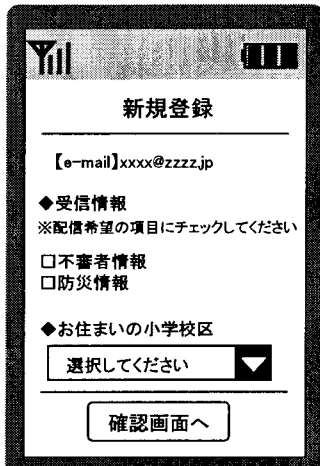 新規登録
【e-mail】xxxx@zzzz.jp
◆受信情報
※配信希望の項目にチェックしてください
□不審者情報
□防災情報
◆お住まいの小学校区
選択してください
確認画面へ